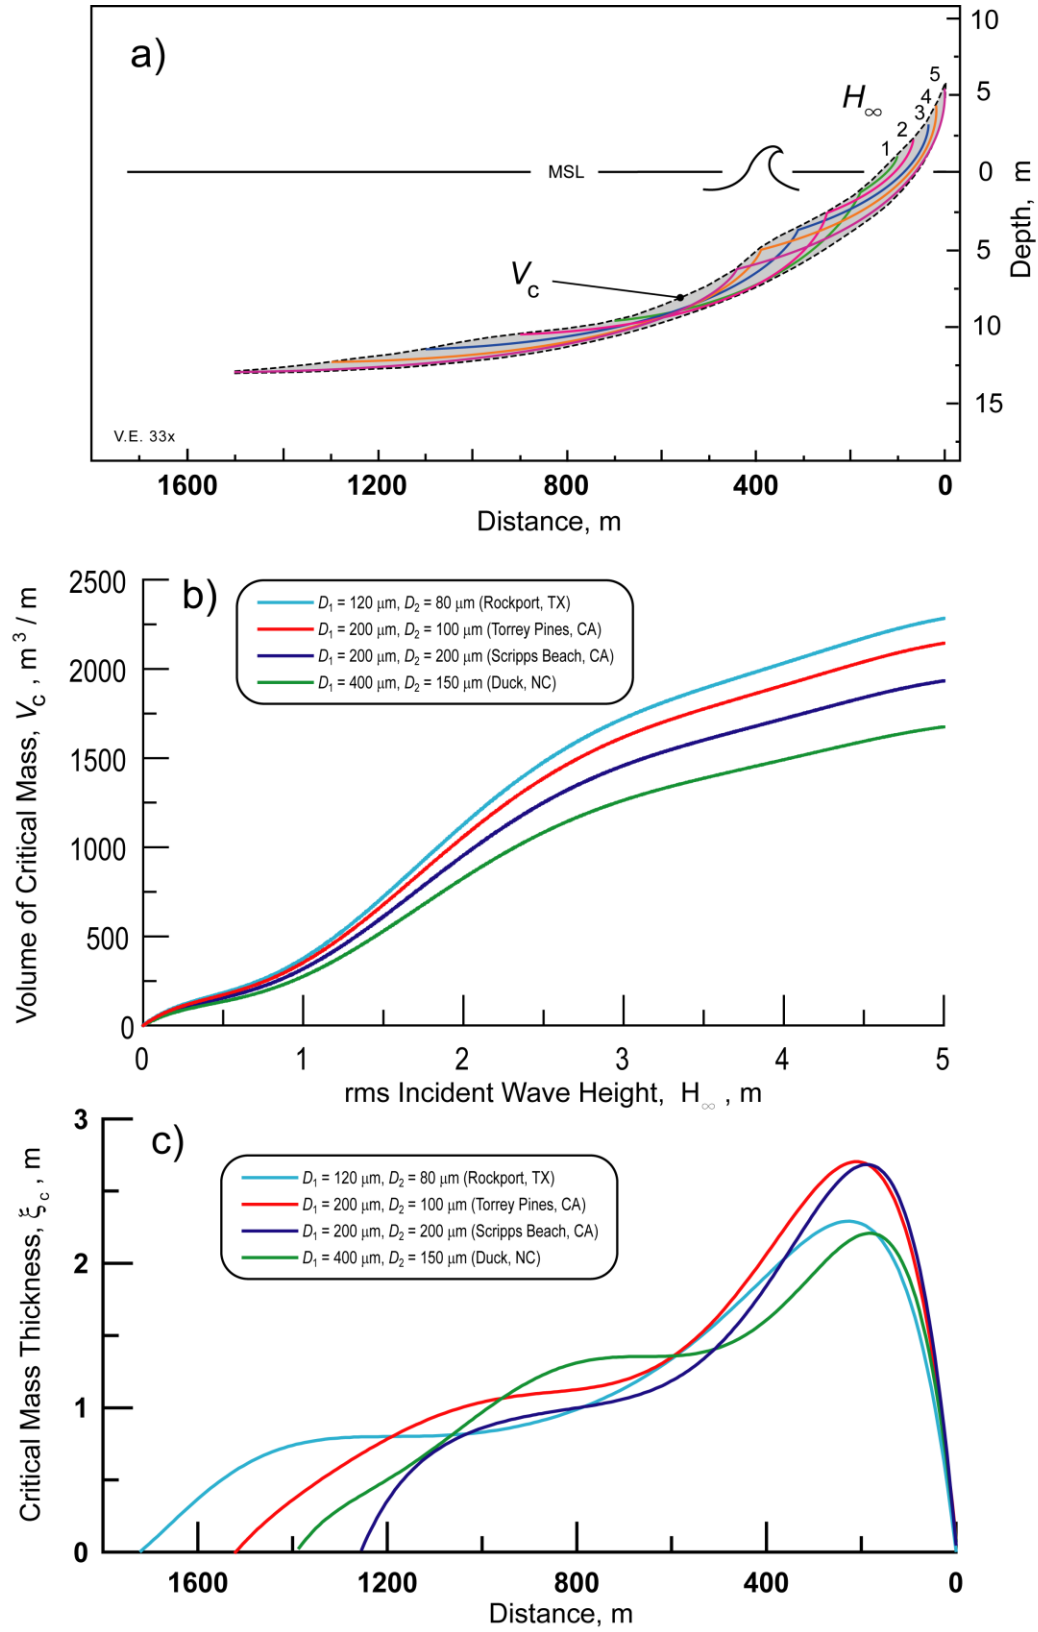 a)
10
5
0
5
10
15
Depth, m
H∞
1
2
3
4
5
MSL
Vc
V.E. 33x
1600
1200
800
400
0
Distance, m
b)
Volume of Critical Mass, Vc , m³ / m
2500
2000
1500
1000
500
0
D₁ = 120 μm, D₂ = 80 μm (Rockport, TX)
D₁ = 200 μm, D₂ = 100 μm (Torrey Pines, CA)
D₁ = 200 μm, D₂ = 200 μm (Scripps Beach, CA)
D₁ = 400 μm, D₂ = 150 μm (Duck, NC)
0
1
2
3
4
5
rms Incident Wave Height, H∞ , m
c)
Critical Mass Thickness, ξc , m
3
2
1
0
D₁ = 120 μm, D₂ = 80 μm (Rockport, TX)
D₁ = 200 μm, D₂ = 100 μm (Torrey Pines, CA)
D₁ = 200 μm, D₂ = 200 μm (Scripps Beach, CA)
D₁ = 400 μm, D₂ = 150 μm (Duck, NC)
1600
1200
800
400
0
Distance, m